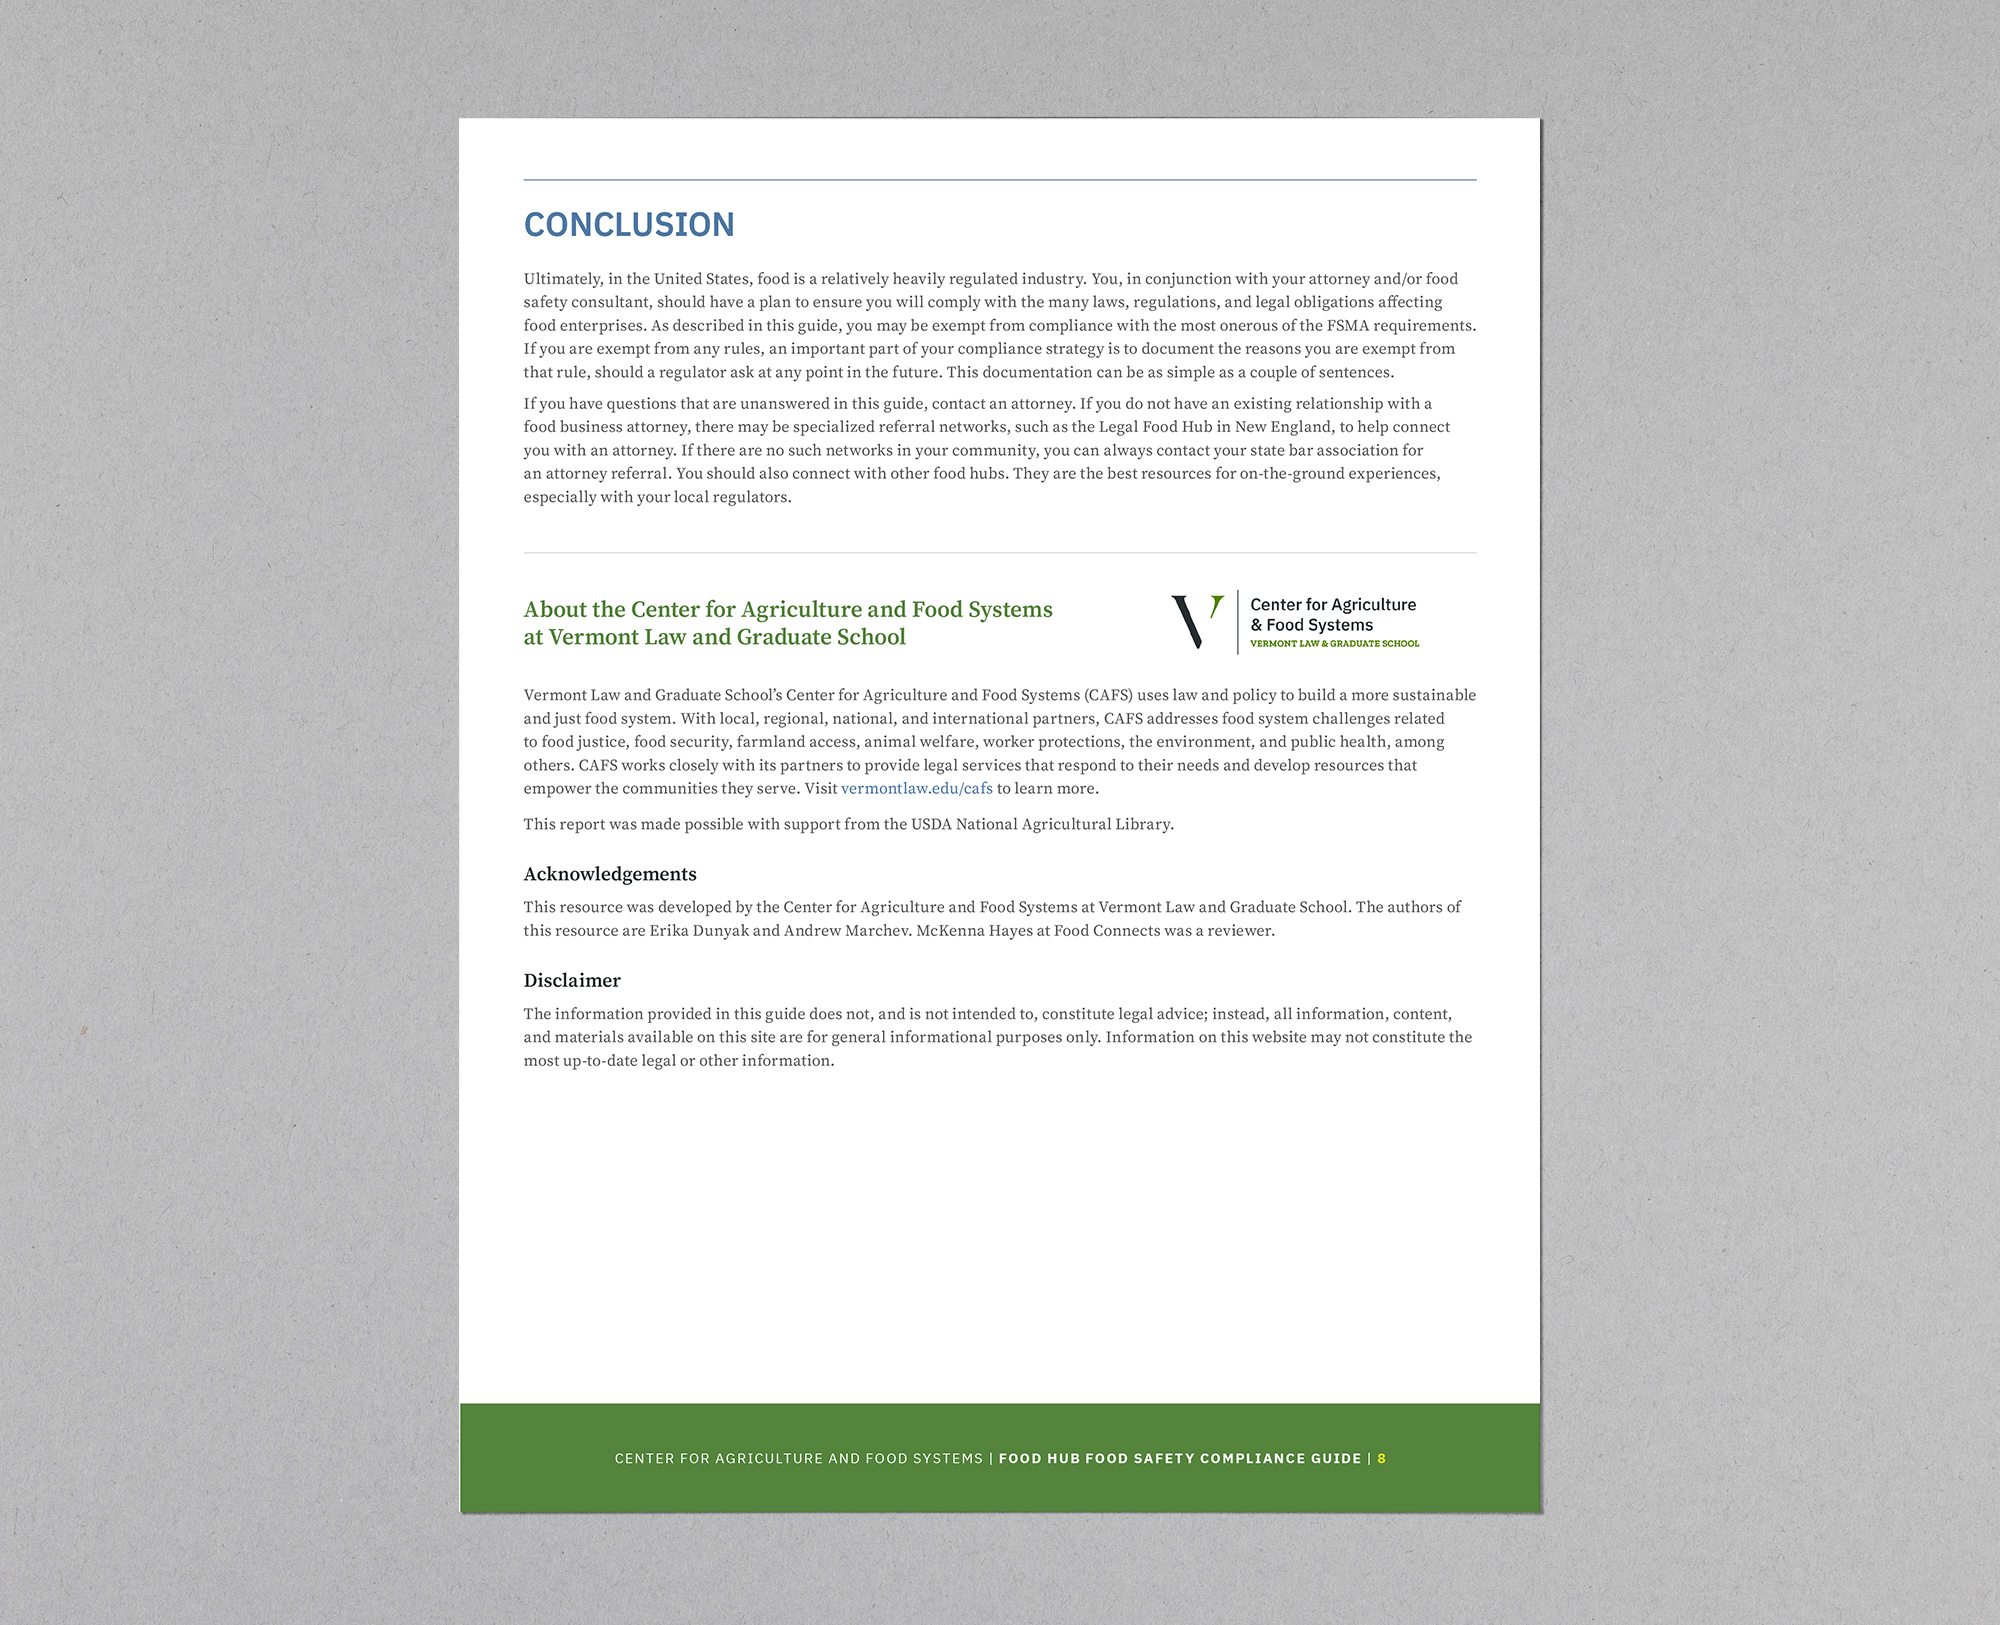 CONCLUSION
Ultimately, in the United States, food is a relatively heavily regulated industry. You, in conjunction with your attorney and/or food
safety consultant, should have a plan to ensure you will comply with the many laws, regulations, and legal obligations affecting
food enterprises. As described in this guide, you may be exempt from compliance with the most onerous of the FSMA requirements.
If you are exempt from any rules, an important part of your compliance strategy is to document the reasons you are exempt from
that rule, should a regulator ask at any point in the future. This documentation can be as simple as a couple of sentences.
If you have questions that are unanswered in this guide, contact an attorney. If you do not have an existing relationship with a
food business attorney, there may be specialized referral networks, such as the Legal Food Hub in New England, to help connect
you with an attorney. If there are no such networks in your community, you can always contact your state bar association for
an attorney referral. You should also connect with other food hubs. They are the best resources for on-the-ground experiences,
especially with your local regulators.
About the Center for Agriculture and Food Systems
at Vermont Law and Graduate School
V
Center for Agriculture
& Food Systems
VERMONT LAW & GRADUATE SCHOOL
Vermont Law and Graduate School’s Center for Agriculture and Food Systems (CAFS) uses law and policy to build a more sustainable
and just food system. With local, regional, national, and international partners, CAFS addresses food system challenges related
to food justice, food security, farmland access, animal welfare, worker protections, the environment, and public health, among
others. CAFS works closely with its partners to provide legal services that respond to their needs and develop resources that
empower the communities they serve. Visit vermontlaw.edu/cafs to learn more.
This report was made possible with support from the USDA National Agricultural Library.
Acknowledgements
This resource was developed by the Center for Agriculture and Food Systems at Vermont Law and Graduate School. The authors of
this resource are Erika Dunyak and Andrew Marchev. McKenna Hayes at Food Connects was a reviewer.
Disclaimer
The information provided in this guide does not, and is not intended to, constitute legal advice; instead, all information, content,
and materials available on this site are for general informational purposes only. Information on this website may not constitute the
most up-to-date legal or other information.
CENTER FOR AGRICULTURE AND FOOD SYSTEMS | FOOD HUB FOOD SAFETY COMPLIANCE GUIDE | 8